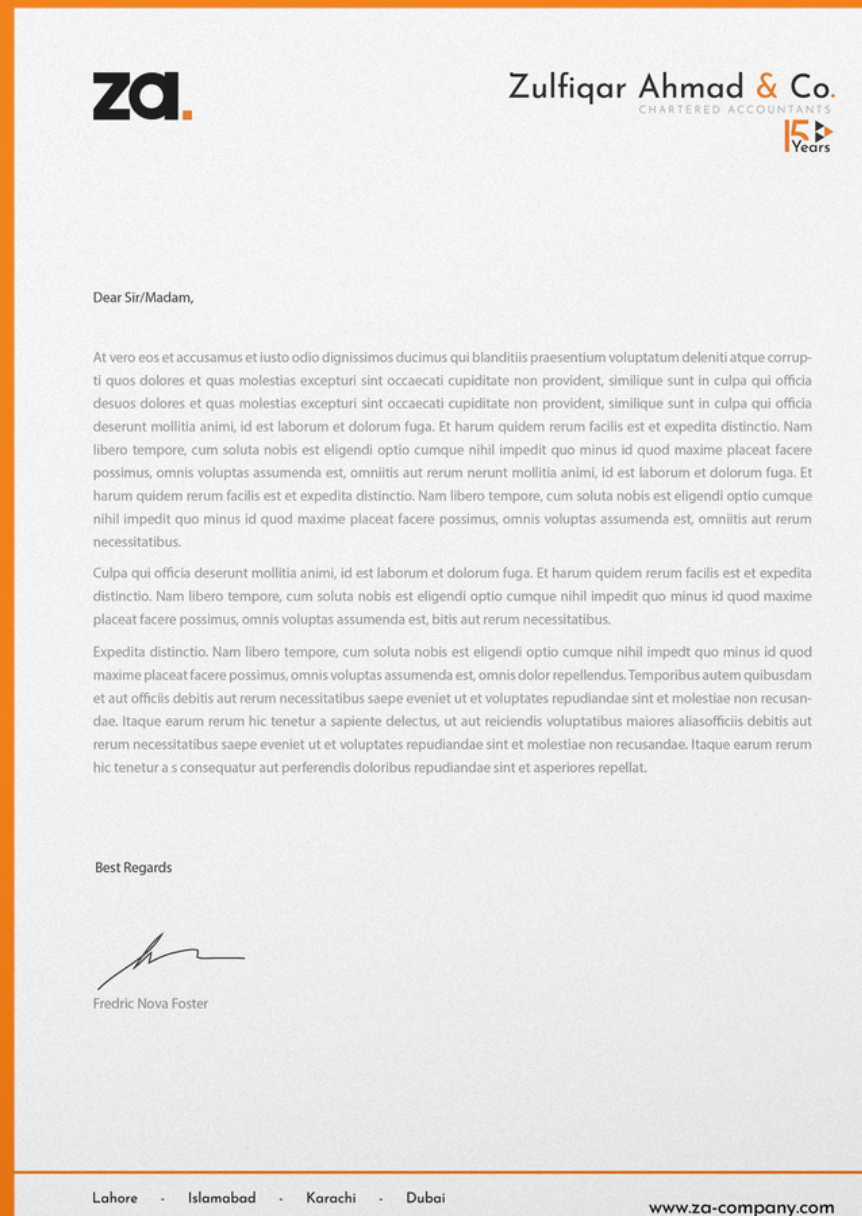 za.
Zulfiqar Ahmad & Co.
CHARTERED ACCOUNTANTS
15
Years
Dear Sir/Madam,
At vero eos et accusamus et iusto odio dignissimos ducimus qui blanditiis praesentium voluptatum deleniti atque corrup-
ti quos dolores et quas molestias excepturi sint occaecati cupiditate non provident, similique sunt in culpa qui officia
desuos dolores et quas molestias excepturi sint occaecati cupiditate non provident, similique sunt in culpa qui officia
deserunt mollitia animi, id est laborum et dolorum fuga. Et harum quidem rerum facilis est et expedita distinctio. Nam
libero tempore, cum soluta nobis est eligendi optio cumque nihil impedit quo minus id quod maxime placeat facere
possimus, omnis voluptas assumenda est, omniitis aut rerum nerunt mollitia animi, id est laborum et dolorum fuga. Et
harum quidem rerum facilis est et expedita distinctio. Nam libero tempore, cum soluta nobis est eligendi optio cumque
nihil impedit quo minus id quod maxime placeat facere possimus, omnis voluptas assumenda est, omniitis aut rerum
necessitatibus.
Culpa qui officia deserunt mollitia animi, id est laborum et dolorum fuga. Et harum quidem rerum facilis est et expedita
distinctio. Nam libero tempore, cum soluta nobis est eligendi optio cumque nihil impedit quo minus id quod maxime
placeat facere possimus, omnis voluptas assumenda est, bitis aut rerum necessitatibus.
Expedita distinctio. Nam libero tempore, cum soluta nobis est eligendi optio cumque nihil impedt quo minus id quod
maxime placeat facere possimus, omnis voluptas assumenda est, omnis dolor repellendus. Temporibus autem quibusdam
et aut officiis debitis aut rerum necessitatibus saepe eveniet ut et voluptates repudiandae sint et molestiae non recusan-
dae. Itaque earum rerum hic tenetur a sapiente delectus, ut aut reiciendis voluptatibus maiores aliasofficiis debitis aut
rerum necessitatibus saepe eveniet ut et voluptates repudiandae sint et molestiae non recusandae. Itaque earum rerum
hic tenetur a s consequatur aut perferendis doloribus repudiandae sint et asperiores repellat.
Best Regards
Fredric Nova Foster
Lahore - Islamabad - Karachi - Dubai
www.za-company.com